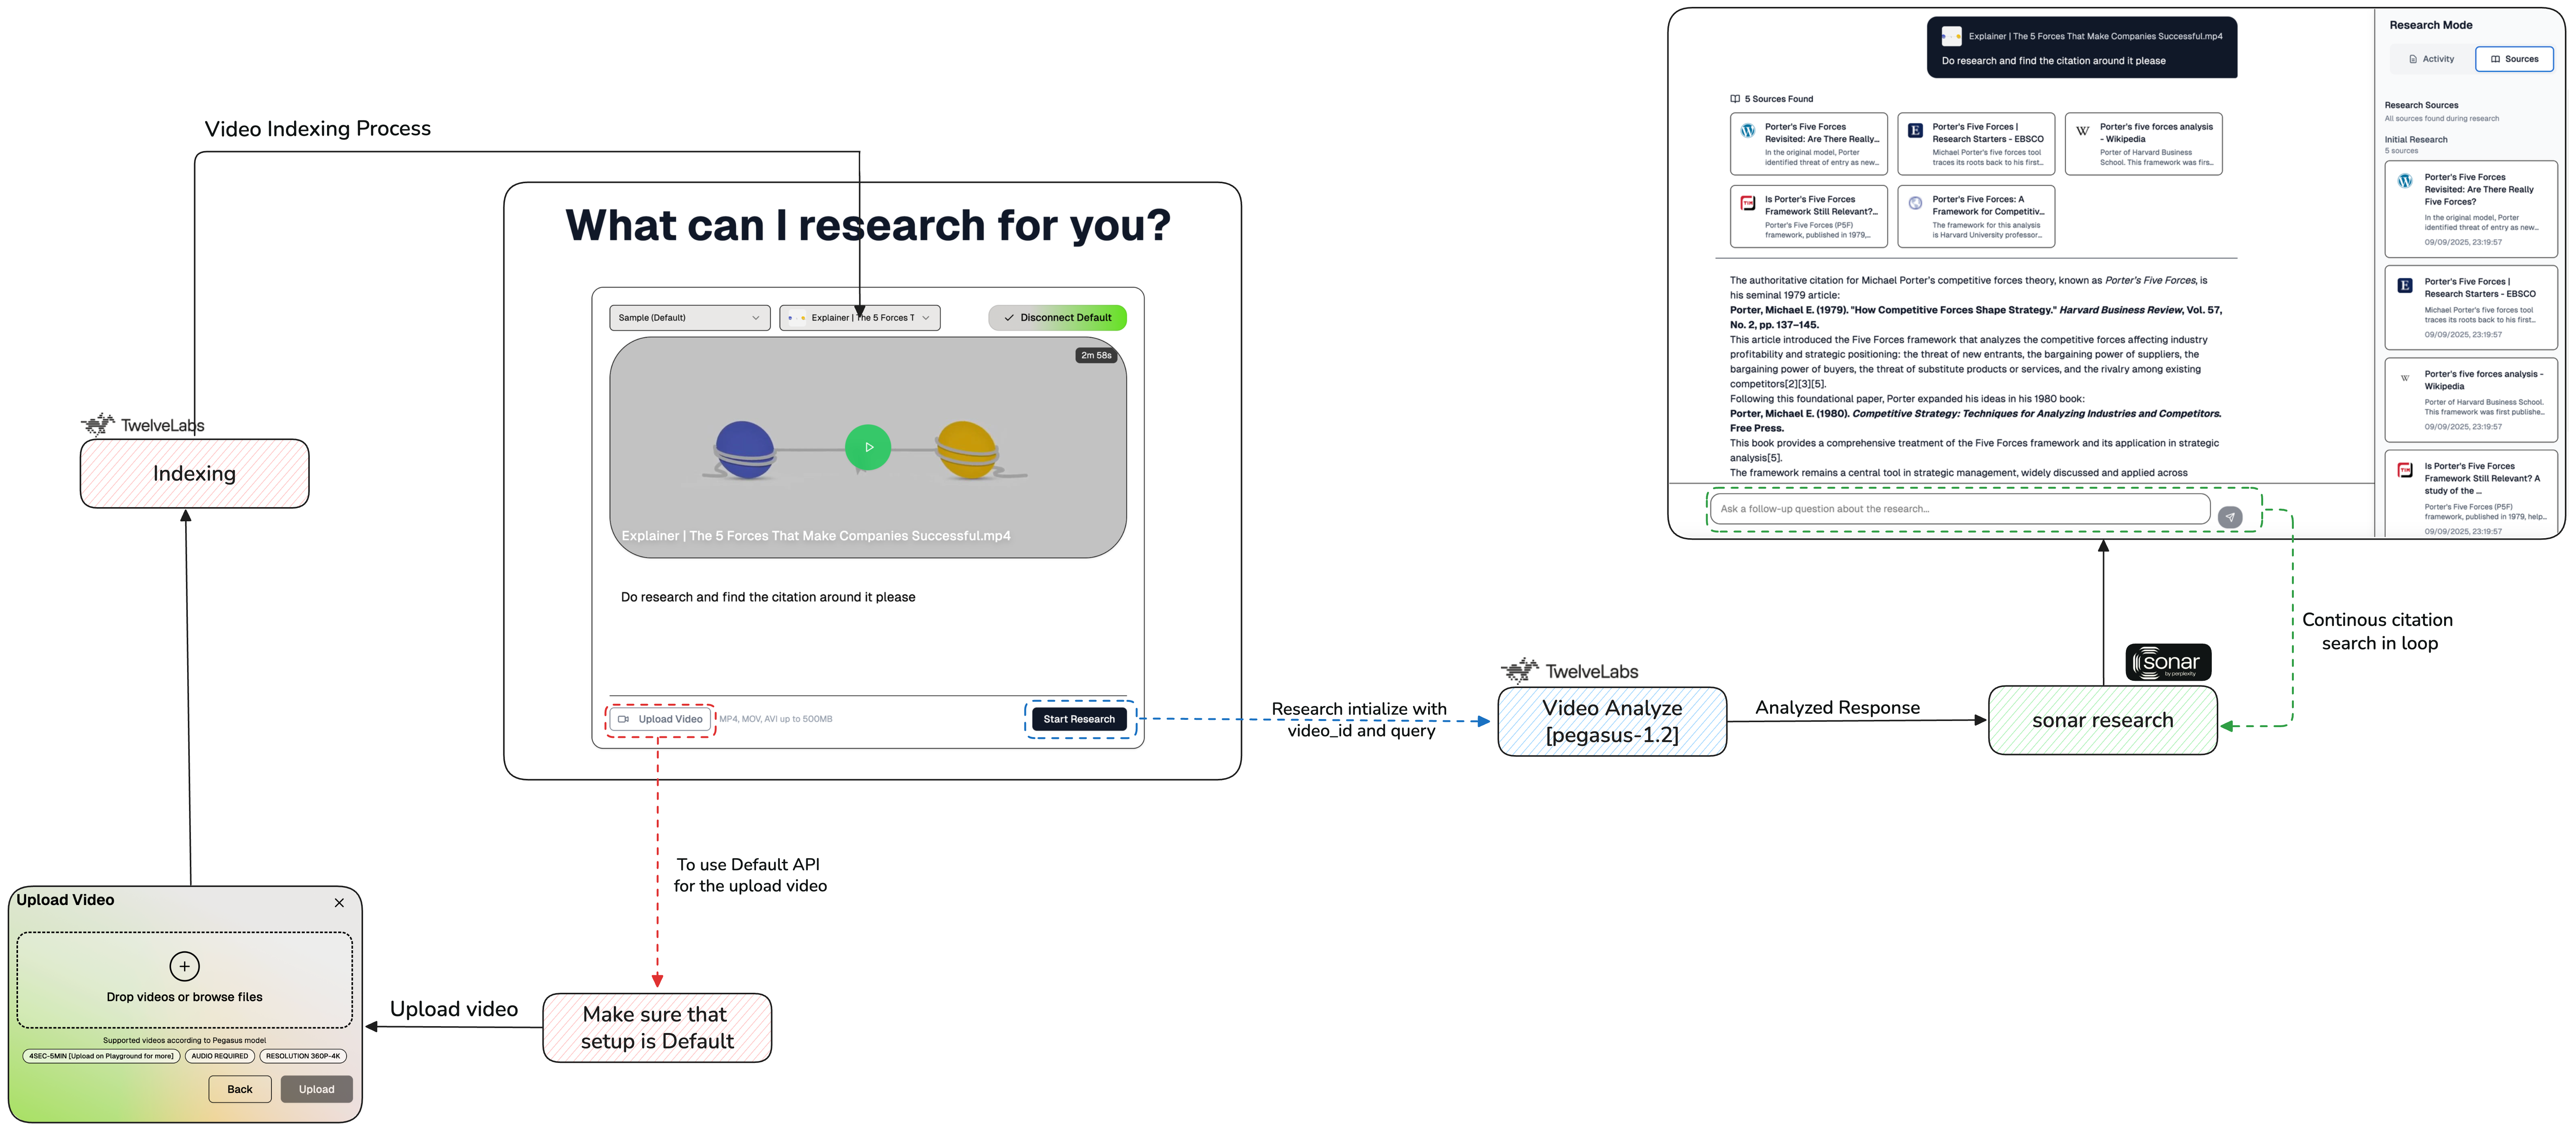 Video Indexing Process
TwelveLabs
Indexing
What can I research for you?
Sample (Default)
Explainer | The 5 Forces T
Disconnect Default
2m 58s
Explainer | The 5 Forces That Make Companies Successful.mp4
Do research and find the citation around it please
Upload Video
MP4, MOV, AVI up to 500MB
Start Research
To use Default API
for the upload video
Make sure that
setup is Default
Upload video
Upload Video
Drop videos or browse files
Supported videos according to Pegasus model
4SEC-5MIN [Upload on Playground for more]
AUDIO REQUIRED
RESOLUTION 360P-4K
Back
Upload
Research intialize with
video_id and query
TwelveLabs
Video Analyze
[pegasus-1.2]
Analyzed Response
sonar
by perplexity
sonar research
Continous citation
search in loop
Explainer | The 5 Forces That Make Companies Successful.mp4
Do research and find the citation around it please
5 Sources Found
Porter's Five Forces
Revisited: Are There Really...
In the original model, Porter
identified threat of entry as new...
E
Porter's Five Forces |
Research Starters - EBSCO
Michael Porter's five forces tool
traces its roots back to his first...
W
Porter's five forces analysis
- Wikipedia
Porter of Harvard Business
School. This framework was firs...
TIM
Is Porter's Five Forces
Framework Still Relevant?...
Porter's Five Forces (P5F)
framework, published in 1979,...
Porter's Five Forces: A
Framework for Competitiv...
The framework for this analysis
is Harvard University professor...
The authoritative citation for Michael Porter's competitive forces theory, known as Porter's Five Forces, is
his seminal 1979 article:
Porter, Michael E. (1979). "How Competitive Forces Shape Strategy." Harvard Business Review, Vol. 57,
No. 2, pp. 137–145.
This article introduced the Five Forces framework that analyzes the competitive forces affecting industry
profitability and strategic positioning: the threat of new entrants, the bargaining power of suppliers, the
bargaining power of buyers, the threat of substitute products or services, and the rivalry among existing
competitors[2][3][5].
Following this foundational paper, Porter expanded his ideas in his 1980 book:
Porter, Michael E. (1980). Competitive Strategy: Techniques for Analyzing Industries and Competitors.
Free Press.
This book provides a comprehensive treatment of the Five Forces framework and its application in strategic
analysis[5].
The framework remains a central tool in strategic management, widely discussed and applied across
Ask a follow-up question about the research...
Research Mode
Activity
Sources
Research Sources
All sources found during research
Initial Research
5 sources
Porter's Five Forces
Revisited: Are There Really
Five Forces?
In the original model, Porter
identified threat of entry as new...
09/09/2025, 23:19:57
E
Porter's Five Forces |
Research Starters - EBSCO
Michael Porter's five forces tool
traces its roots back to his first...
09/09/2025, 23:19:57
W
Porter's five forces analysis -
Wikipedia
Porter of Harvard Business School.
This framework was first publishe...
09/09/2025, 23:19:57
TIM
Is Porter's Five Forces
Framework Still Relevant? A
study of the ...
Porter's Five Forces (P5F)
framework, published in 1979, help...
09/09/2025, 23:19:57